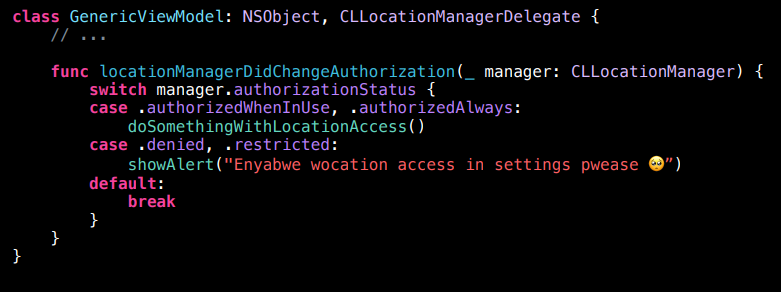 class GenericViewModel: NSObject, CLLocationManagerDelegate {
    // ...

    func locationManagerDidChangeAuthorization(_ manager: CLLocationManager) {
        switch manager.authorizationStatus {
        case .authorizedWhenInUse, .authorizedAlways:
            doSomethingWithLocationAccess()
        case .denied, .restricted:
            showAlert("Enyabwe wocation access in settings pwease 🥺”)
        default:
            break
        }
    }
}